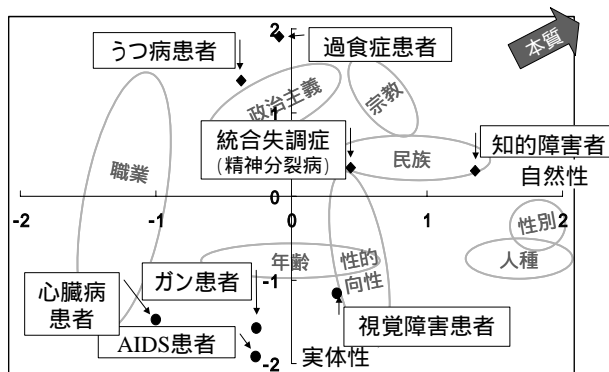 本質
うつ病患者
過食症患者
2
政治主義
宗教
1
統合失調症
(精神分裂病)
知的障害者
民族
職業
自然性
0
-2
-1
0
1
2
性別
年齢
性的
向性
人種
-1
心臓病
患者
ガン患者
視覚障害患者
AIDS患者
実体性
-2